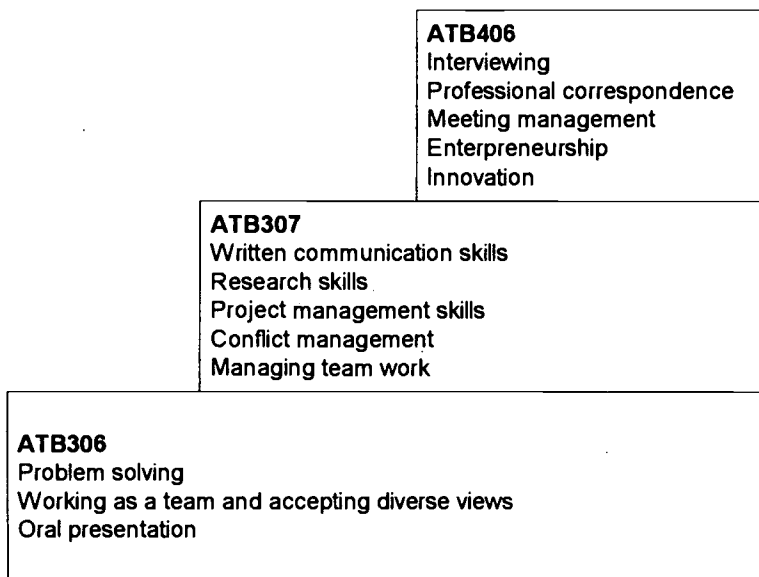 ATB406
Interviewing
Professional correspondence
Meeting management
Enterpreneurship
Innovation
ATB307
Written communication skills
Research skills
Project management skills
Conflict management
Managing team work
ATB306
Problem solving
Working as a team and accepting diverse views
Oral presentation